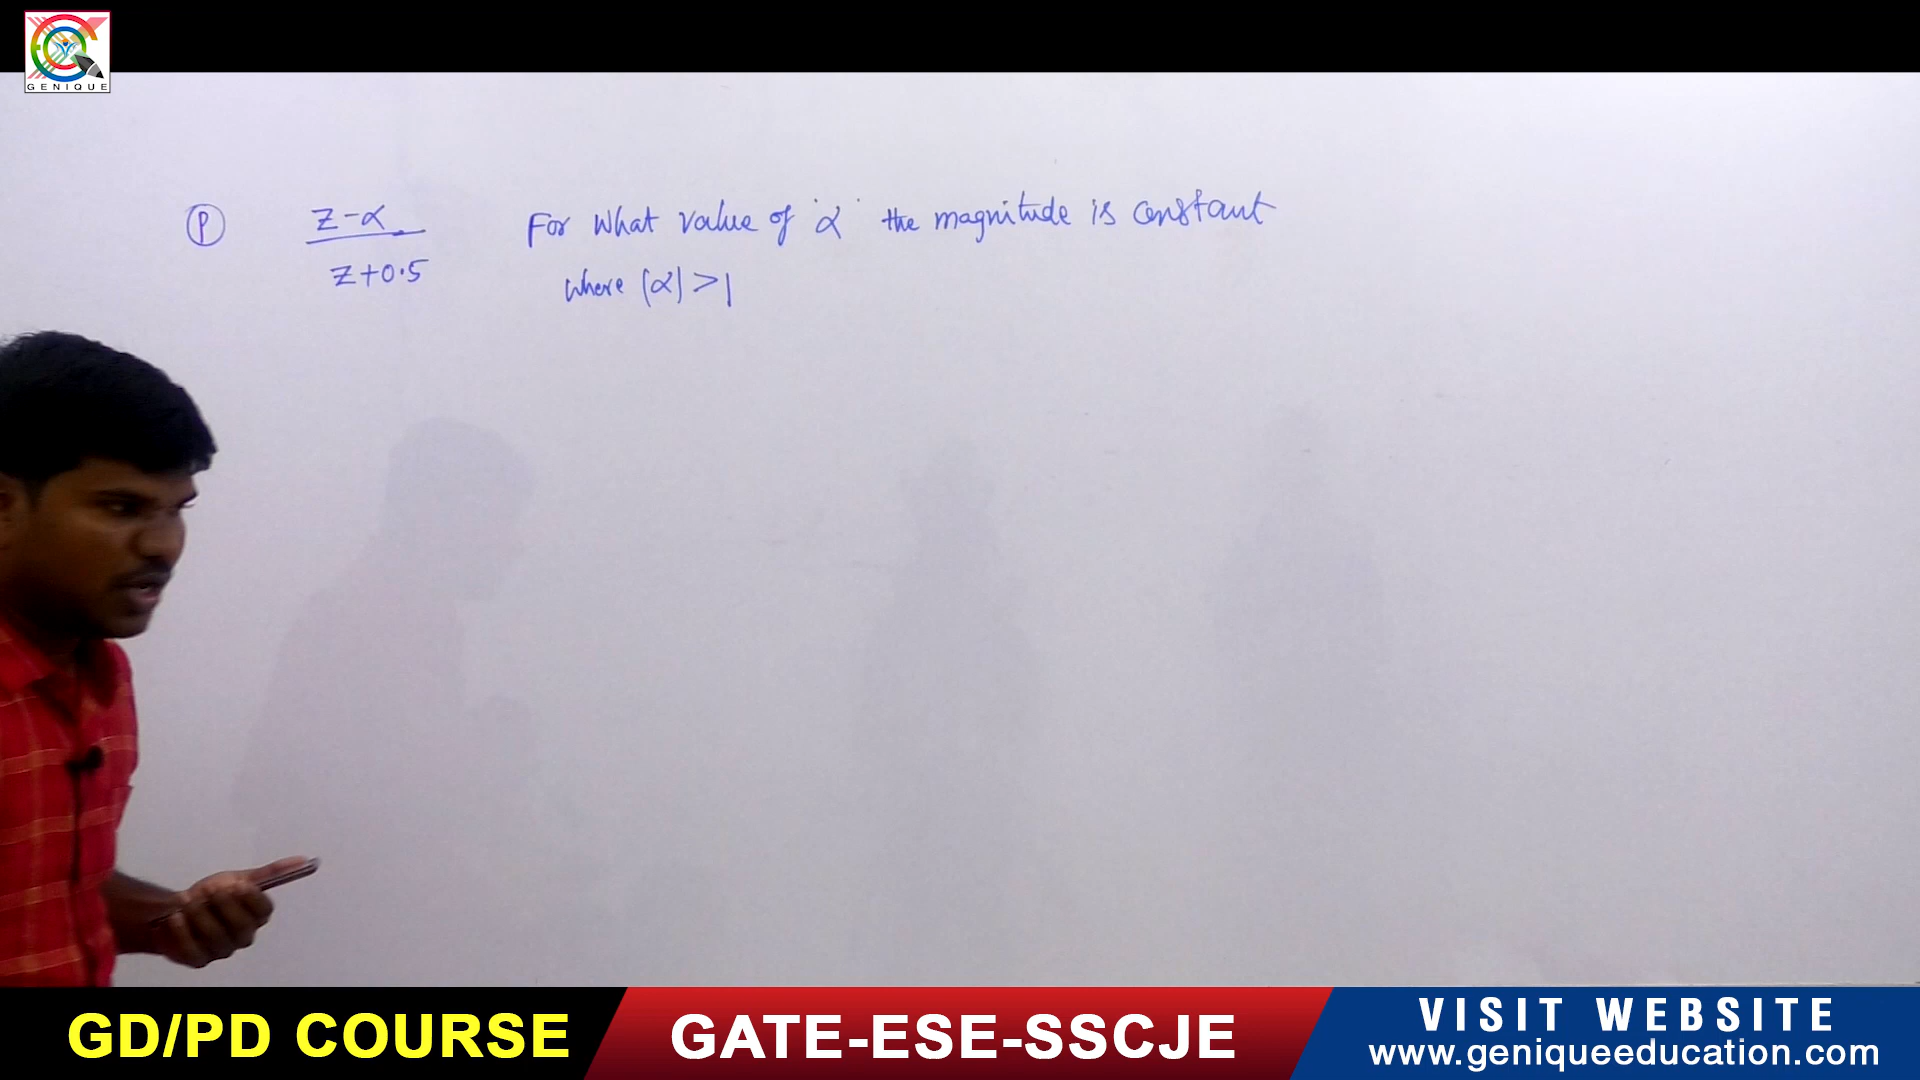 GENIQUE
P z-α / z+0.5 For What value of 'α' the magnitude is constant
where |α| > 1
GD/PD COURSE GATE-ESE-SSCJE VISIT WEBSITE
www.geniqueeducation.com